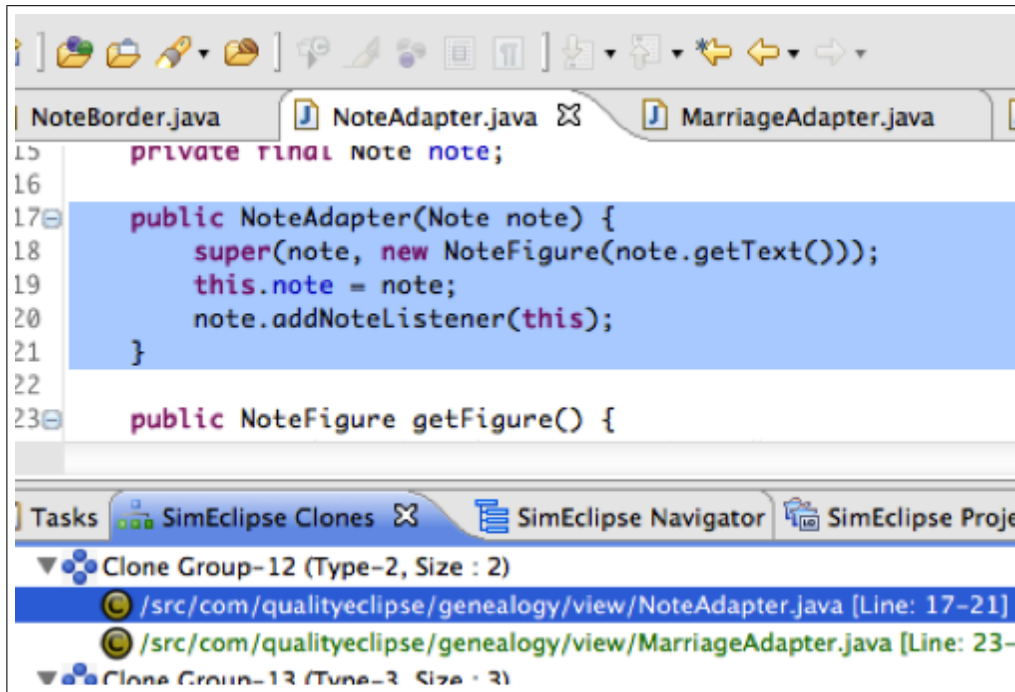 NoteBorder.java NoteAdapter.java MarriageAdapter.java
15 private final Note note;
16
17 public NoteAdapter(Note note) {
18 super(note, new NoteFigure(note.getText()));
19 this.note = note;
20 note.addNoteListener(this);
21 }
22
23 public NoteFigure getFigure() {
Tasks SimEclipse Clones SimEclipse Navigator SimEclipse Proje
Clone Group-12 (Type-2, Size : 2)
/src/com/qualityeclipse/genealogy/view/NoteAdapter.java [Line: 17-21]
/src/com/qualityeclipse/genealogy/view/MarriageAdapter.java [Line: 23-
Clone Group-13 (Type-3, Size : 3)